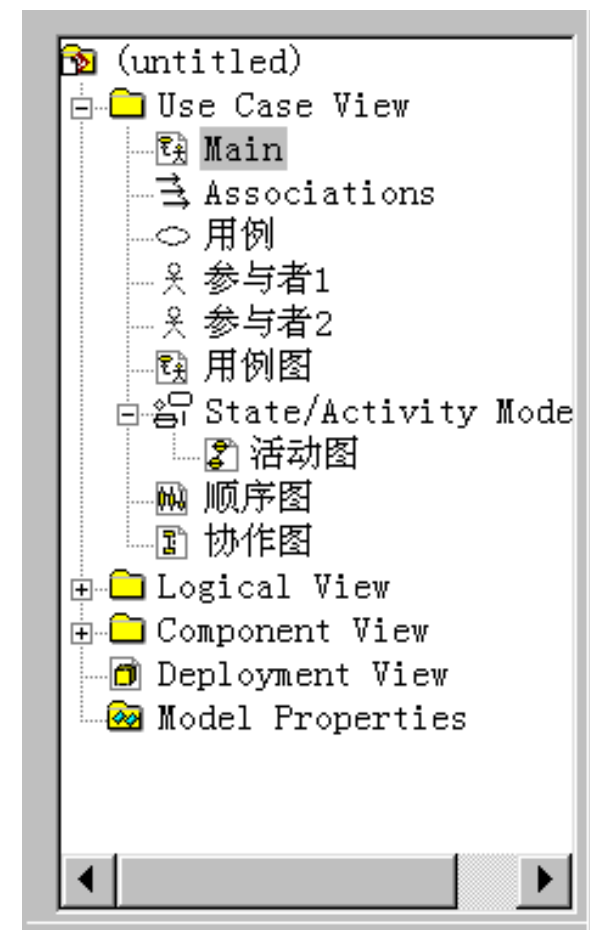 (untitled)
Use Case View
Main
Associations
用例
参与者1
参与者2
用例图
State/Activity Mode
活动图
顺序图
协作图
Logical View
Component View
Deployment View
Model Properties